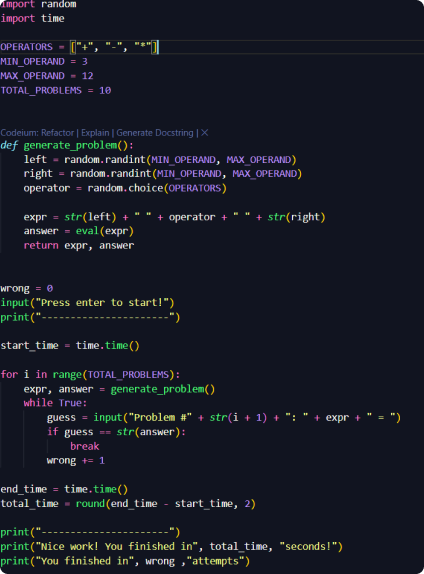 import random
import time
OPERATORS = ["+", "-", "*"]
MIN_OPERAND = 3
MAX_OPERAND = 12
TOTAL_PROBLEMS = 10
Codeium: Refactor | Explain | Generate Docstring | X
def generate_problem():
    left = random.randint(MIN_OPERAND, MAX_OPERAND)
    right = random.randint(MIN_OPERAND, MAX_OPERAND)
    operator = random.choice(OPERATORS)
    expr = str(left) + " " + operator + " " + str(right)
    answer = eval(expr)
    return expr, answer
wrong = 0
input("Press enter to start!")
print("----------------------")
start_time = time.time()
for i in range(TOTAL_PROBLEMS):
    expr, answer = generate_problem()
    while True:
        guess = input("Problem #" + str(i + 1) + ": " + expr + " = ")
        if guess == str(answer):
            break
        wrong += 1
end_time = time.time()
total_time = round(end_time - start_time, 2)
print("----------------------")
print("Nice work! You finished in", total_time, "seconds!")
print("You finished in", wrong ,"attempts")